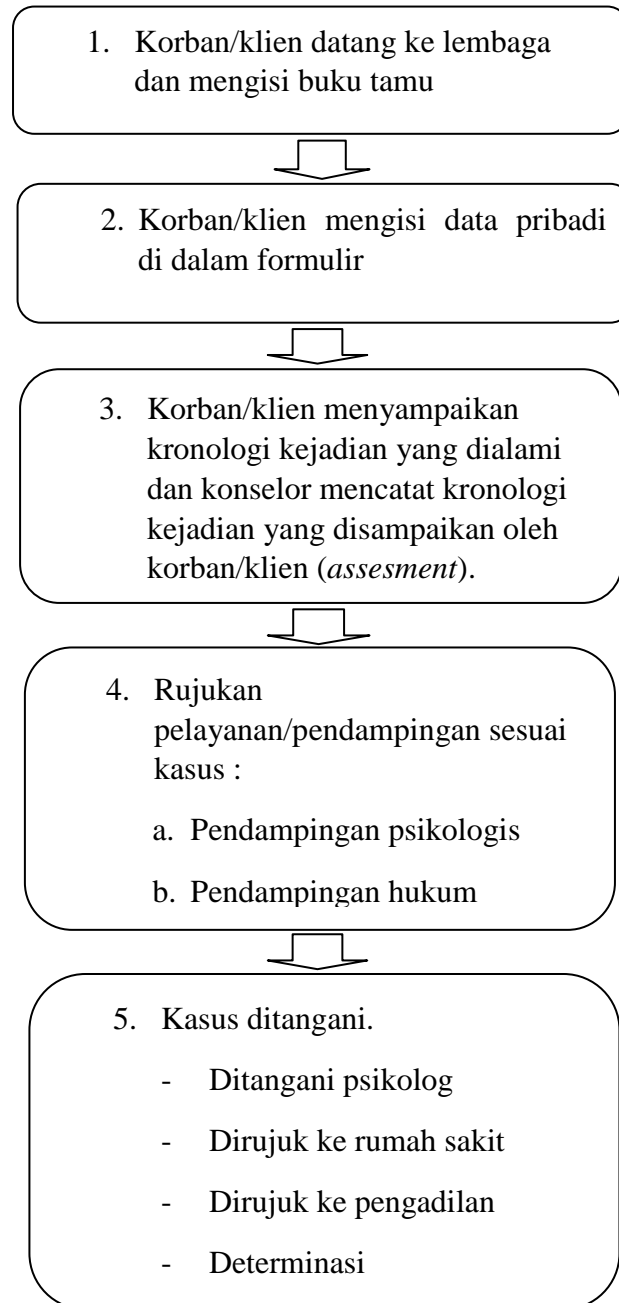 1. Korban/klien datang ke lembaga
dan mengisi buku tamu
2. Korban/klien mengisi data pribadi
di dalam formulir
3. Korban/klien menyampaikan
kronologi kejadian yang dialami
dan konselor mencatat kronologi
kejadian yang disampaikan oleh
korban/klien (assesment).
4. Rujukan
pelayanan/pendampingan sesuai
kasus :
a. Pendampingan psikologis
b. Pendampingan hukum
5. Kasus ditangani.
- Ditangani psikolog
- Dirujuk ke rumah sakit
- Dirujuk ke pengadilan
- Determinasi